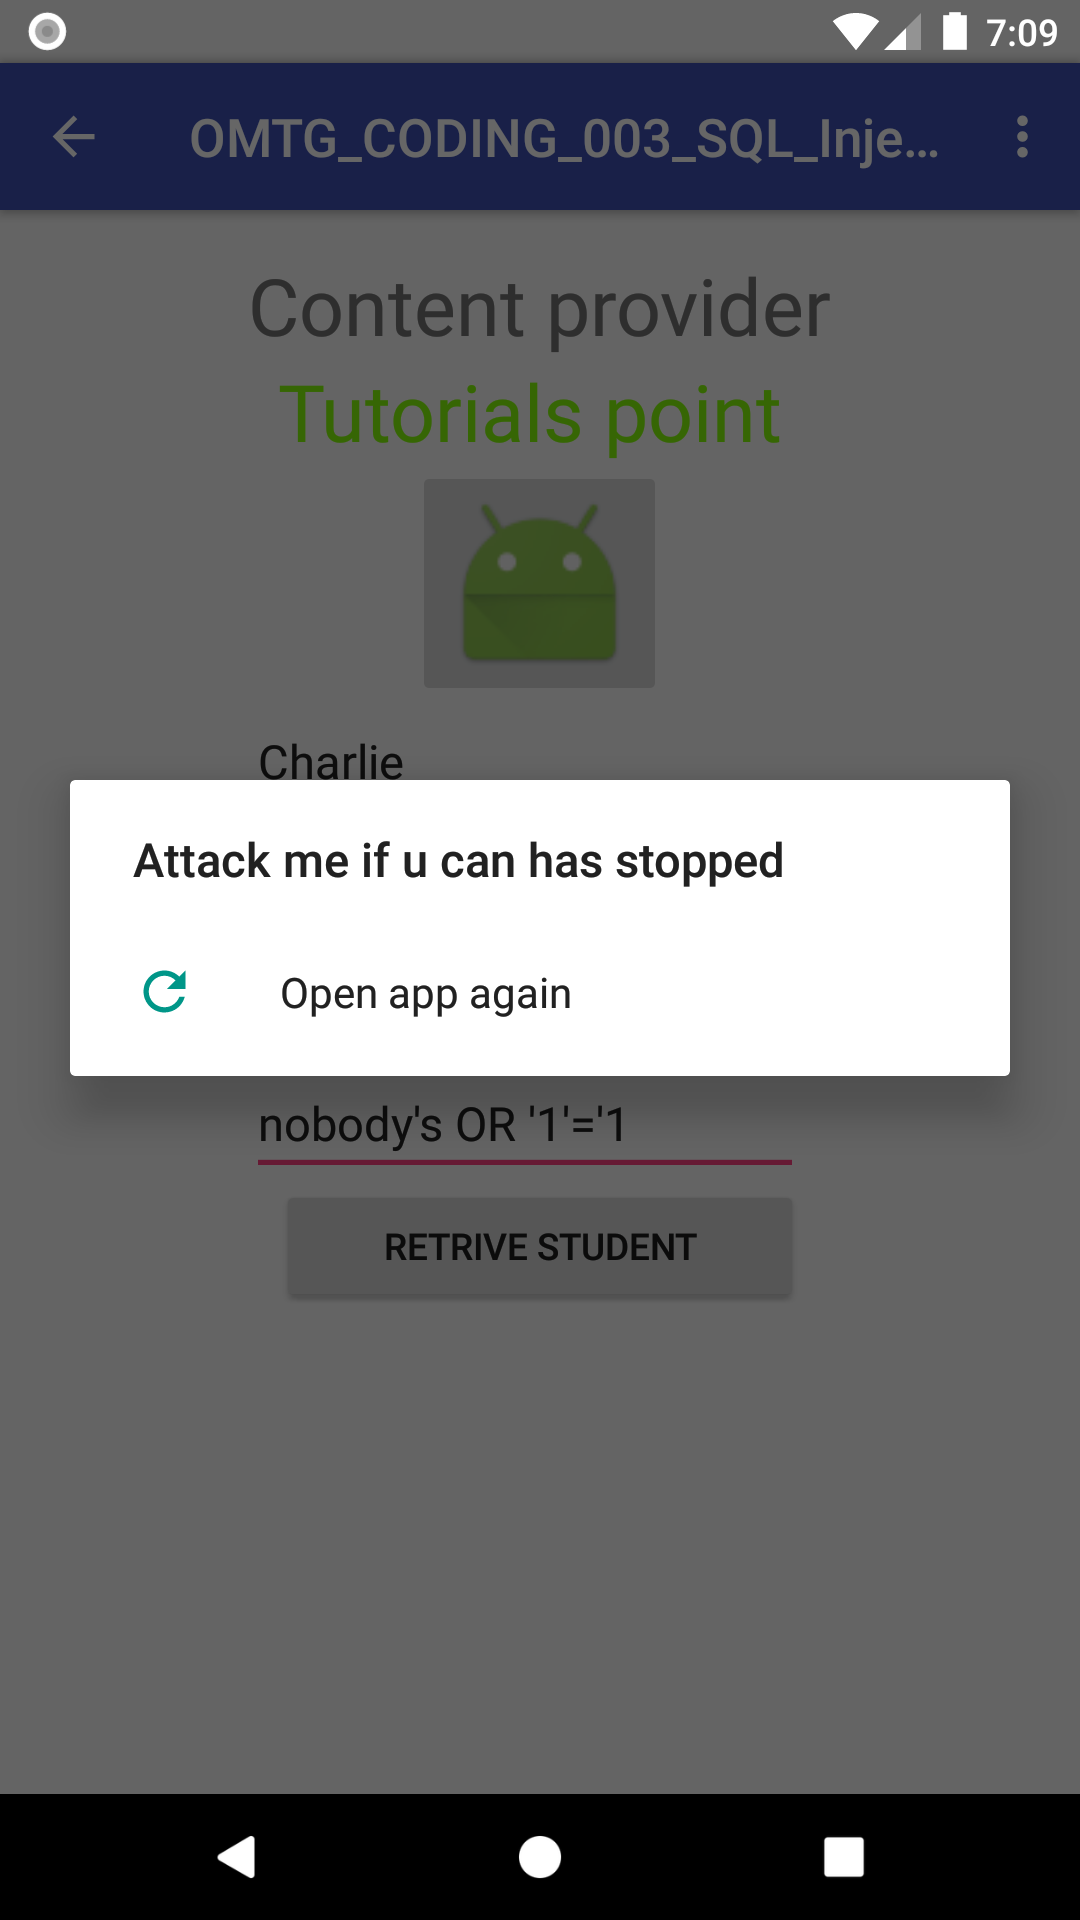 7:09
OMTG_CODING_003_SQL_Inje...
Content provider
Tutorials point
Charlie
Attack me if u can has stopped
Open app again
nobody's OR '1'='1
RETRIVE STUDENT